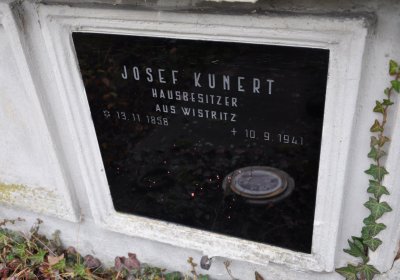 JOSEF KUNERT
HAUSBESITZER
AUS WISTRITZ
* 13.11.1858 + 10.9.1941